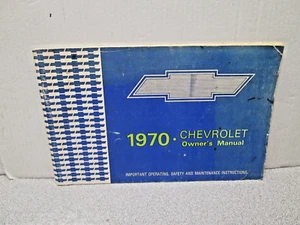 1970 • CHEVROLET
Owner's Manual
IMPORTANT OPERATING, SAFETY AND MAINTENANCE INSTRUCTIONS